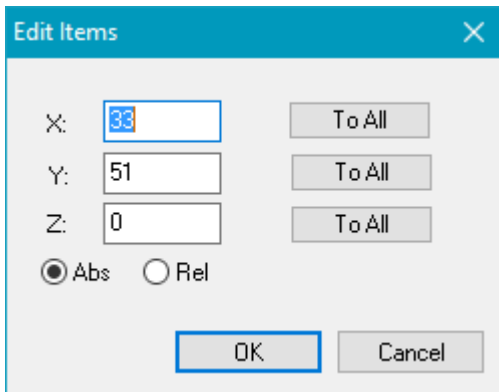 Edit Items
X: 33 To All
Y: 51 To All
Z: 0 To All
Abs Rel
OK Cancel